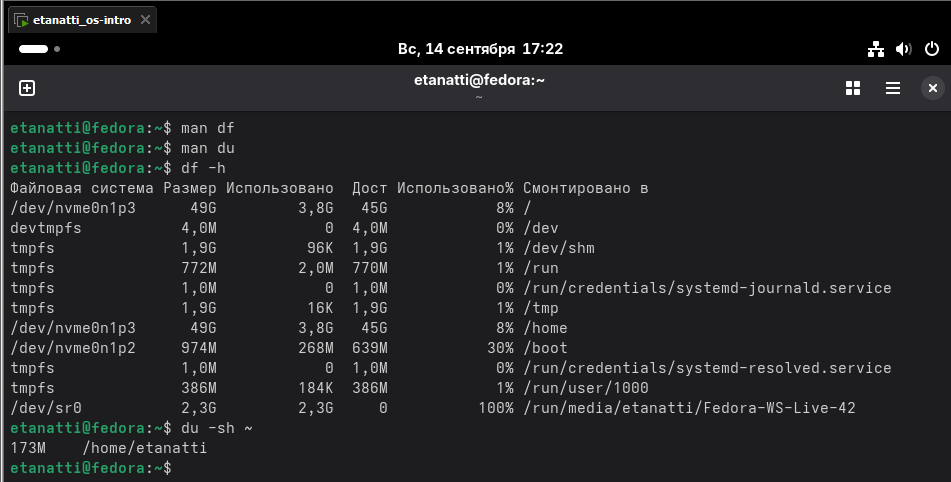 etanatti_os-intro
Вс, 14 сентября 17:22
etanatti@fedora:~
~
etanatti@fedora:~$ man df
etanatti@fedora:~$ man du
etanatti@fedora:~$ df -h
Файловая система Размер Использовано  Дост Использовано% Смонтировано в
/dev/nvme0n1p3      49G         3,8G   45G            8% /
devtmpfs           4,0M            0  4,0M            0% /dev
tmpfs              1,9G          96K  1,9G            1% /dev/shm
tmpfs              772M         2,0M  770M            1% /run
tmpfs              1,0M            0  1,0M            0% /run/credentials/systemd-journald.service
tmpfs              1,9G          16K  1,9G            1% /tmp
/dev/nvme0n1p3      49G         3,8G   45G            8% /home
/dev/nvme0n1p2     974M         268M  639M           30% /boot
tmpfs              1,0M            0  1,0M            0% /run/credentials/systemd-resolved.service
tmpfs              386M         184K  386M            1% /run/user/1000
/dev/sr0           2,3G         2,3G     0          100% /run/media/etanatti/Fedora-WS-Live-42
etanatti@fedora:~$ du -sh ~
173M    /home/etanatti
etanatti@fedora:~$